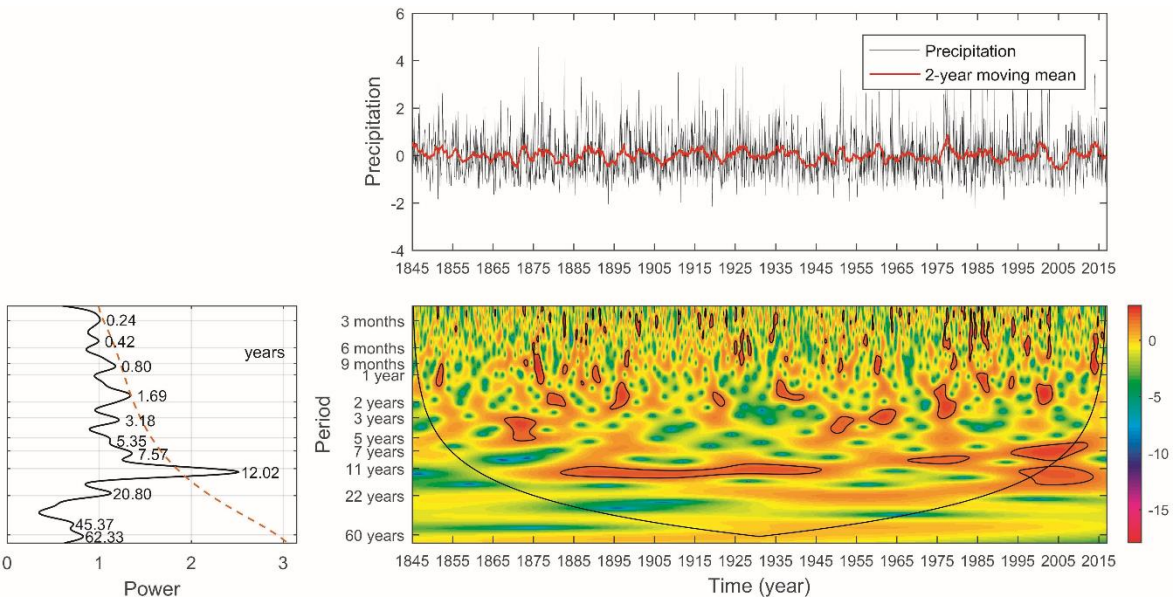 6
4
2
0
-2
-4
Precipitation
Precipitation
2-year moving mean
1845 1855 1865 1875 1885 1895 1905 1915 1925 1935 1945 1955 1965 1975 1985 1995 2005 2015
0.24
0.42
years
0.80
1.69
3.18
5.35
7.57
12.02
20.80
45.37
62.33
0 1 2 3
Power
Period
3 months
6 months
9 months
1 year
2 years
3 years
5 years
7 years
11 years
22 years
60 years
1845 1855 1865 1875 1885 1895 1905 1915 1925 1935 1945 1955 1965 1975 1985 1995 2005 2015
Time (year)
0
-5
-10
-15